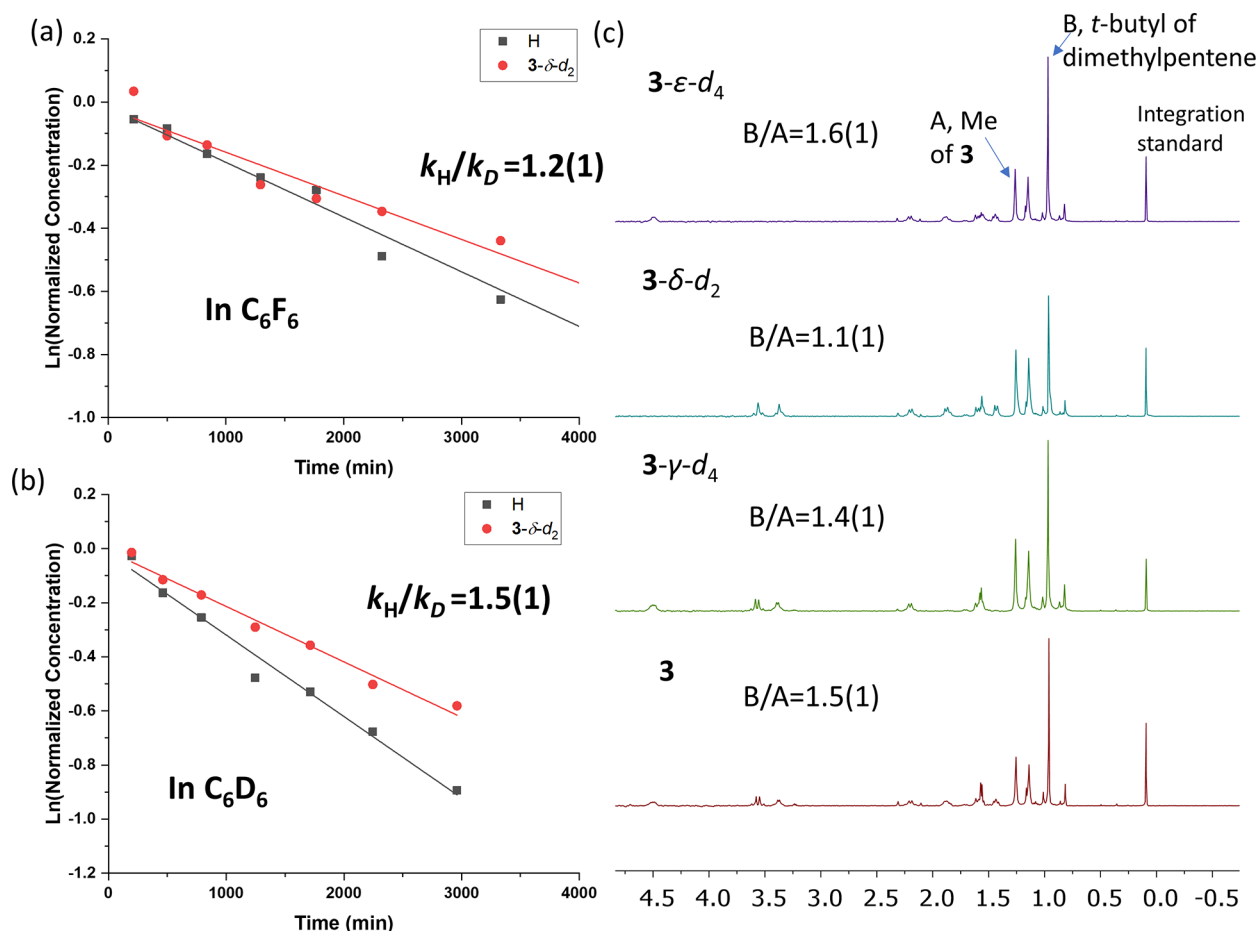 (a)
0.2
0.0
-0.2
-0.4
-0.6
-0.8
-1.0
Ln(Normalized Concentration)
H
3-δ-d2
kH/kD =1.2(1)
In C6F6
0 1000 2000 3000 4000
Time (min)
(b)
0.2
0.0
-0.2
-0.4
-0.6
-0.8
-1.0
-1.2
Ln(Normalized Concentration)
H
3-δ-d2
kH/kD =1.5(1)
In C6D6
0 1000 2000 3000 4000
Time (min)
(c)
B, t-butyl of
dimethylpentene
3-ε-d4
B/A=1.6(1)
A, Me
of 3
Integration
standard
3-δ-d2
B/A=1.1(1)
3-γ-d4
B/A=1.4(1)
3
B/A=1.5(1)
4.5 4.0 3.5 3.0 2.5 2.0 1.5 1.0 0.5 0.0 -0.5